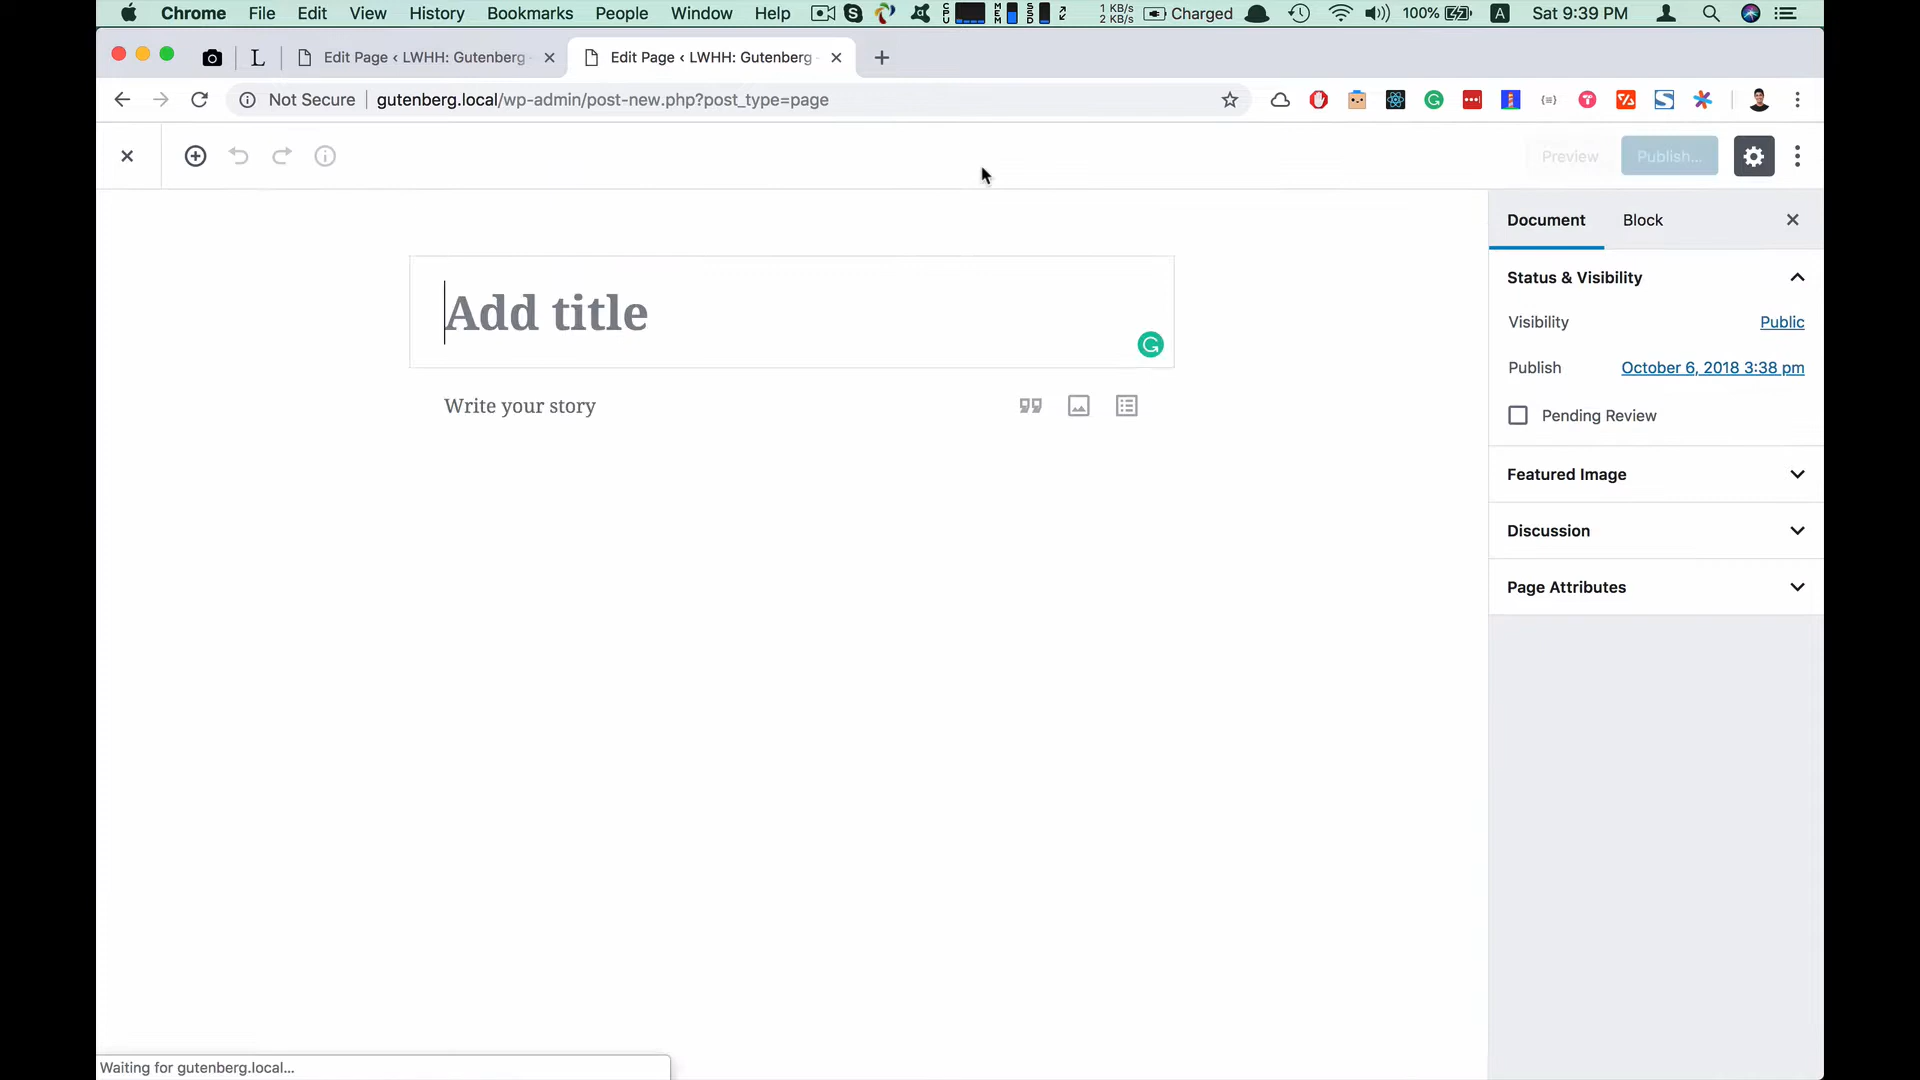 Chrome File Edit View History Bookmarks People Window Help 1 KB/s 2 KB/s Charged 100% A Sat 9:39 PM
L Edit Page ‹ LWHH: Gutenberg Edit Page ‹ LWHH: Gutenberg
Not Secure gutenberg.local/wp-admin/post-new.php?post_type=page
Preview Publish...
Document Block
Status & Visibility
Add title
Visibility Public
Publish October 6, 2018 3:38 pm
Write your story
Pending Review
Featured Image
Discussion
Page Attributes
Waiting for gutenberg.local...